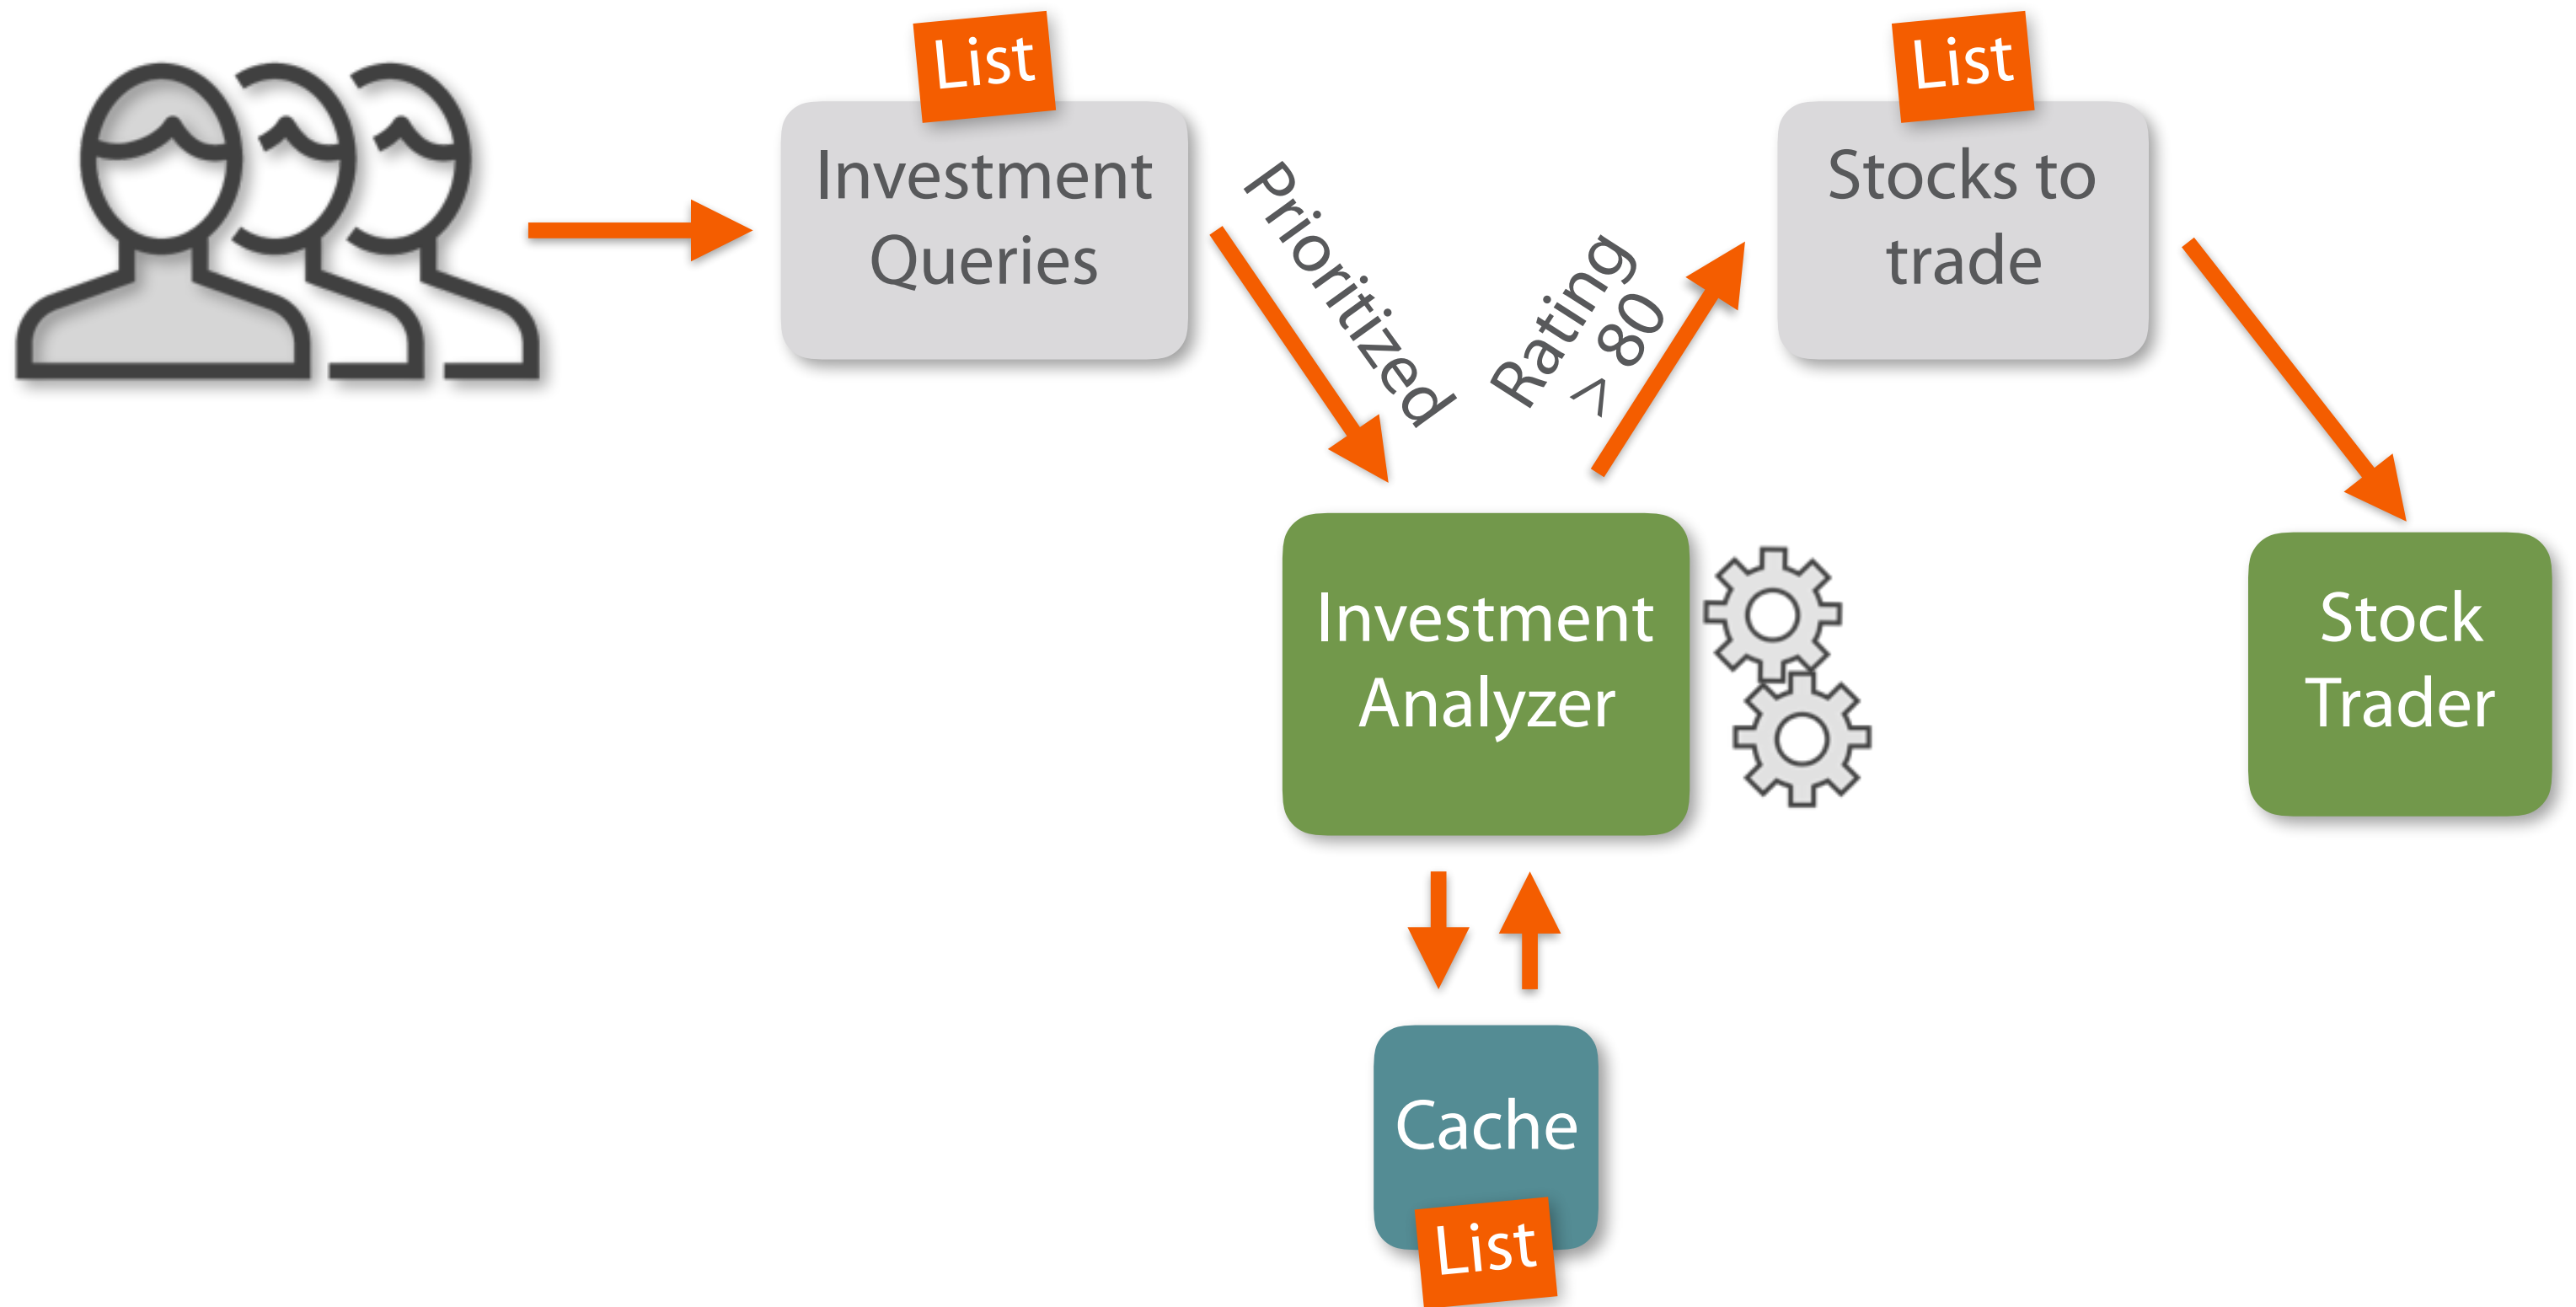 List
Investment
Queries
Prioritized
Rating
> 80
List
Stocks to
trade
Investment
Analyzer
Stock
Trader
Cache
List